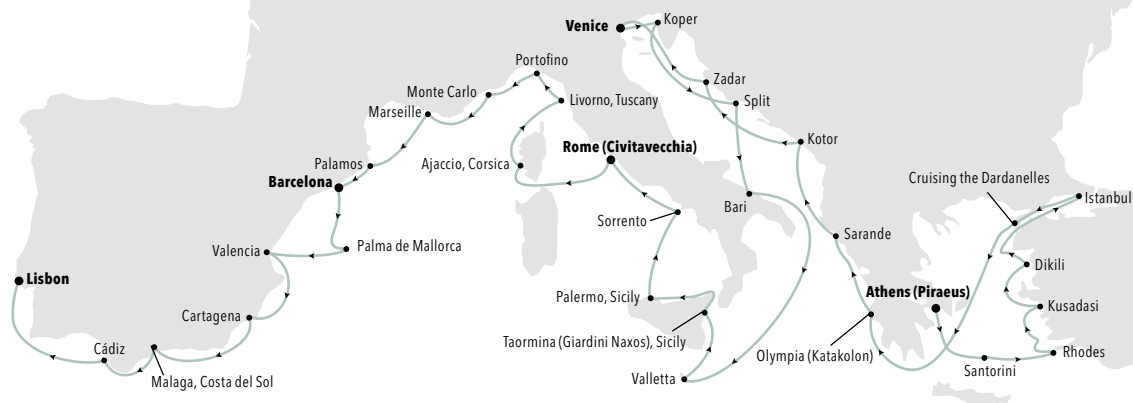 Venice
Koper
Portofino
Monte Carlo
Marseille
Livorno, Tuscany
Zadar
Split
Kotor
Palamos
Ajaccio, Corsica
Rome (Civitavecchia)
Barcelona
Cruising the Dardanelles
Istanbul
Bari
Sorrento
Sarande
Valencia
Palma de Mallorca
Dikili
Lisbon
Athens (Piraeus)
Palermo, Sicily
Kusadasi
Cartagena
Taormina (Giardini Naxos), Sicily
Olympia (Katakolon)
Rhodes
Cádiz
Santorini
Malaga, Costa del Sol
Valletta